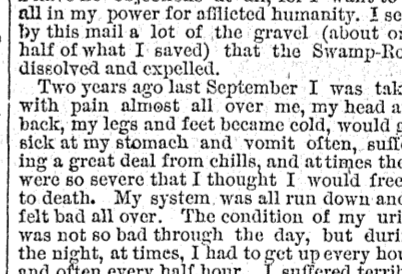 all in my power for afflicted humanity. I se
by this mail a lot of the gravel (about o
half of what I saved) that the Swamp-Ro
dissolved and expelled.
Two years ago last September I was tak
with pain almost all over me, my head a
back, my legs and feet became cold, would g
sick at my stomach and vomit often, suff
ing a great deal from chills, and at times the
were so severe that I thought I would free
to death. My system was all run down and
felt bad all over. The condition of my uri
was not so bad through the day, but duri
the night, at times, I had to get up every hou
and often every half hour. I suffered terri